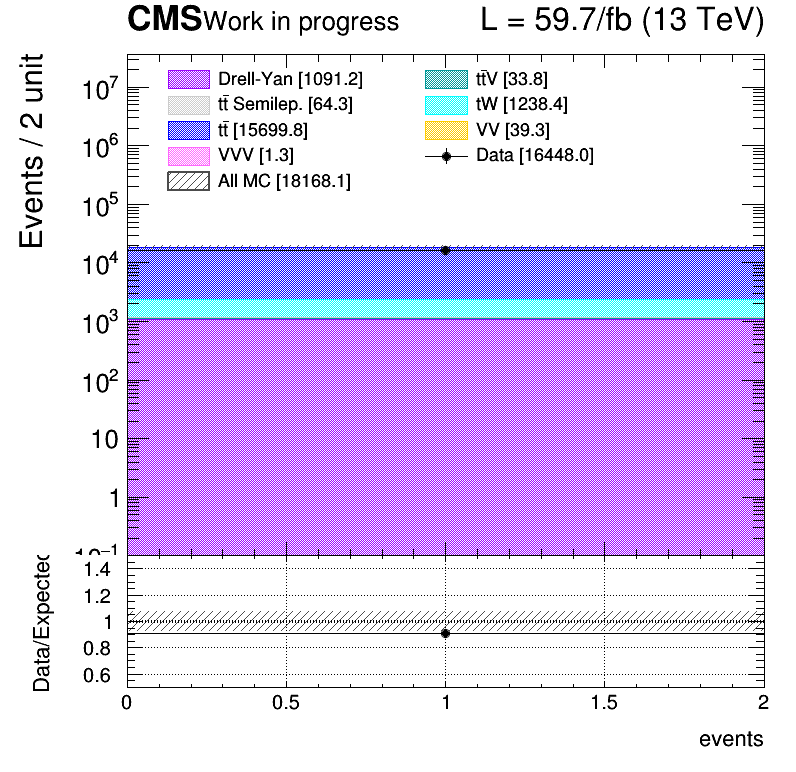 CMS Work in progress L = 59.7/fb (13 TeV)
Events / 2 unit
Drell-Yan [1091.2] tt̄V [33.8]
tt̄ Semilep. [64.3] tW [1238.4]
tt̄ [15699.8] VV [39.3]
VVV [1.3] Data [16448.0]
All MC [18168.1]
10⁷
10⁶
10⁵
10⁴
10³
10²
10
1
10⁻¹
Data/Expected
1.4
1.2
1
0.8
0.6
0 0.5 1 1.5 2
events